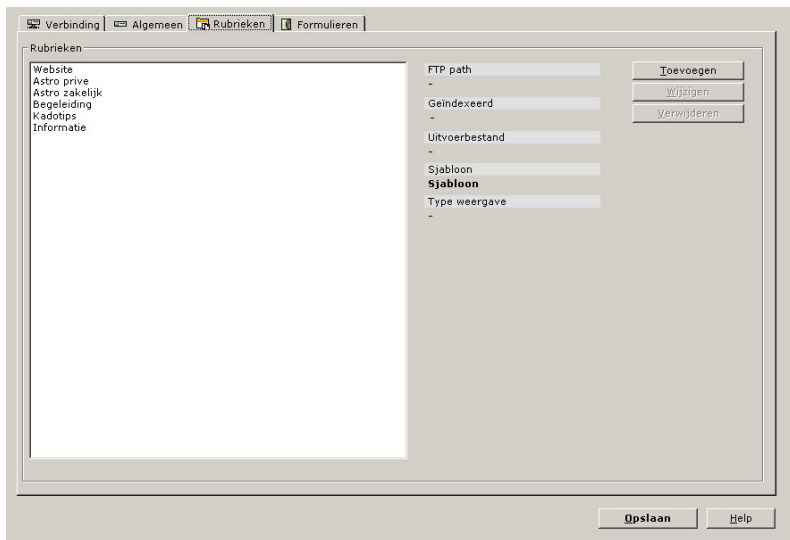 Verbinding Algemeen Rubrieken Formulieren
Rubrieken
Website
Astro prive
Astro zakelijk
Begeleiding
Kadotips
Informatie
FTP path
-
Geïndexeerd
-
Uitvoerbestand
-
Sjabloon
Sjabloon
Type weergave
-
Toevoegen
Wijzigen
Verwijderen
Opslaan Help